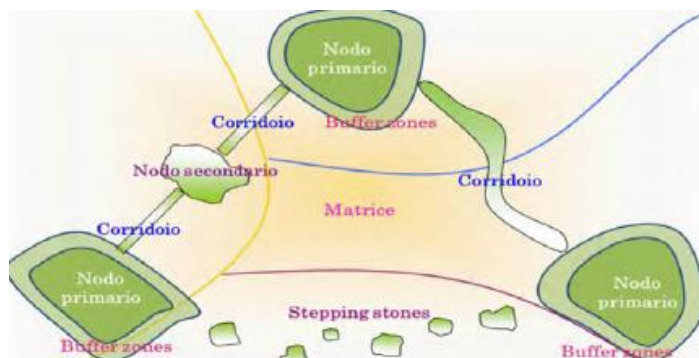 Nodo
primario
Corridoio
Buffer zones
Nodo secondario
Corridoio
Matrice
Corridoio
Nodo
primario
Nodo
primario
Stepping stones
Buffer zones
Buffer zones